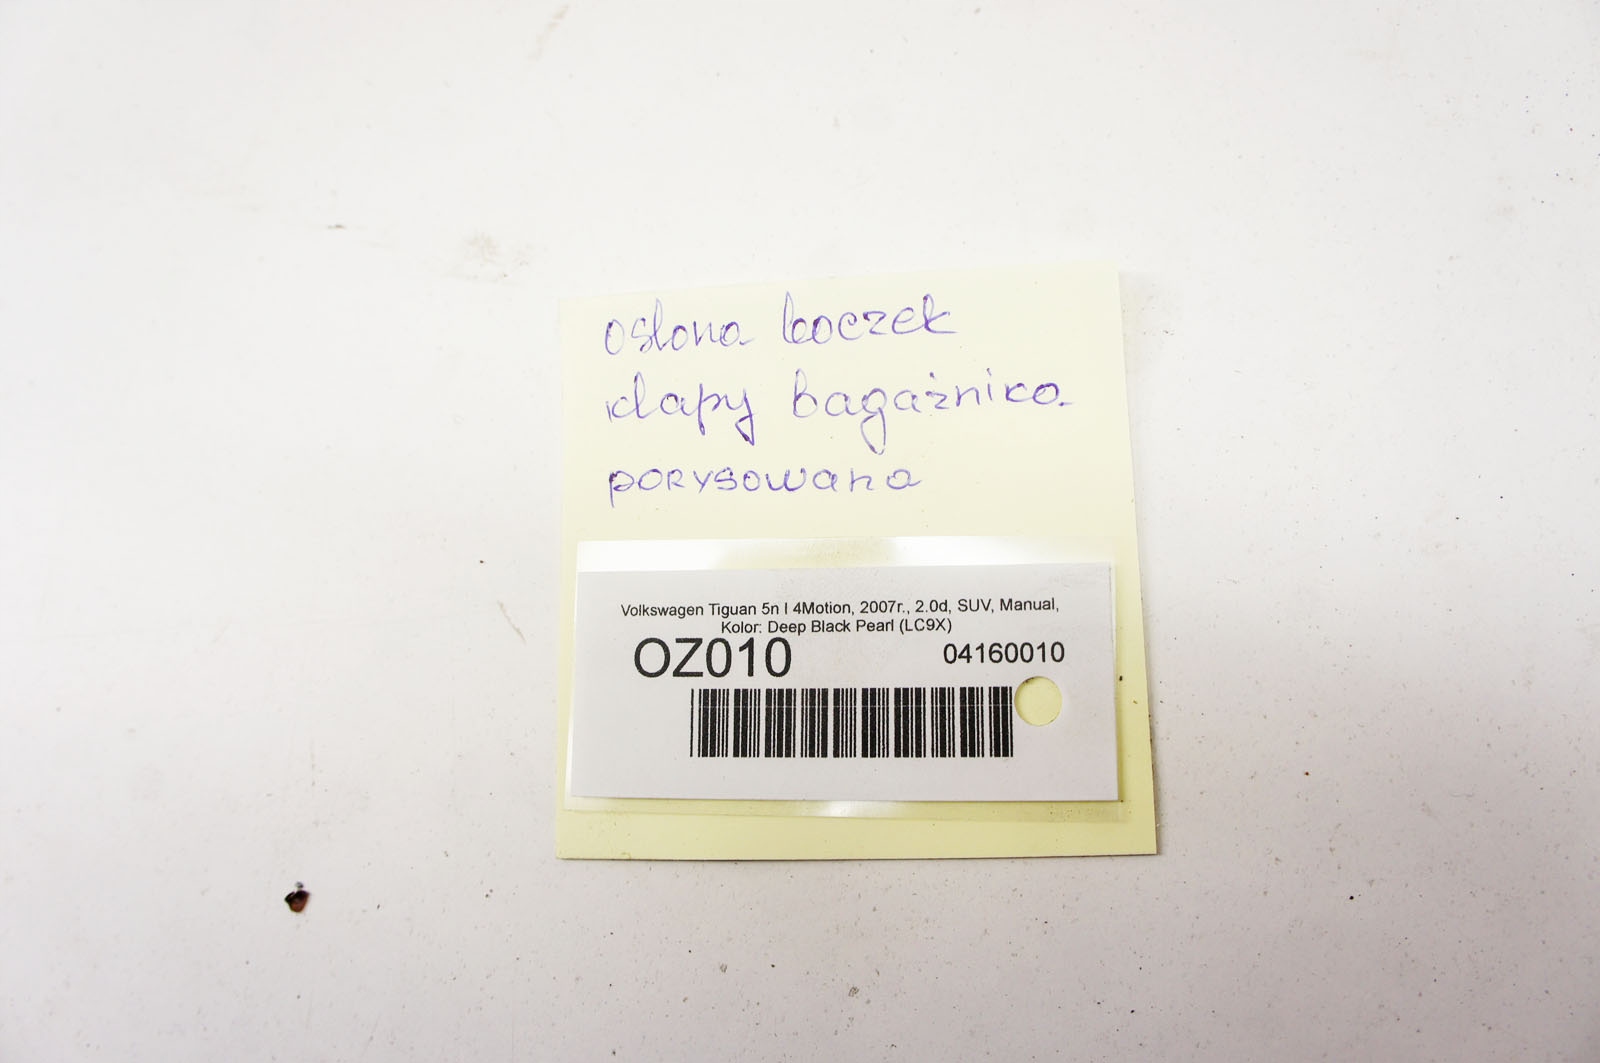 osłona boczek
klapy bagażnika
porysowana
Volkswagen Tiguan 5n I 4Motion, 2007r., 2.0d, SUV, Manual,
Kolor: Deep Black Pearl (LC9X)
OZ010 04160010